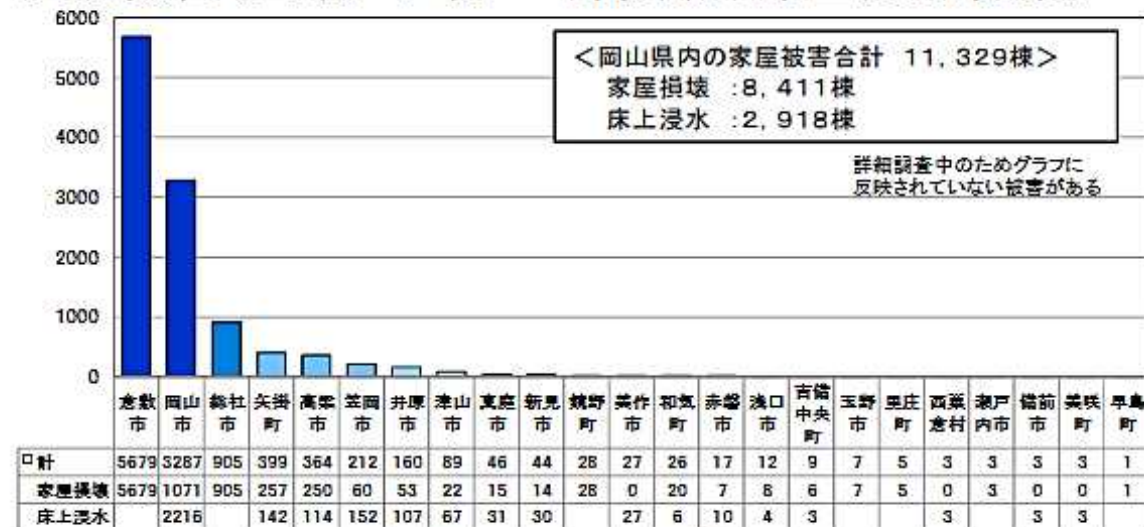 6000
5000
4000
3000
2000
1000
0
＜岡山県内の家屋被害合計 11,329棟＞
家屋損壊 :8,411棟
床上浸水 :2,918棟
詳細調査中のためグラフに
反映されていない被害がある
倉敷市 岡山市 総社市 矢掛町 高梁市 笠岡市 井原市 津山市 真庭市 新見市 鏡野町 美作市 和気町 赤磐市 浅口市 吉備中央町 玉野市 里庄町 西粟倉村 瀬戸内市 備前市 美咲町 早島町
□計 5679 3287 905 399 364 212 160 89 46 44 28 27 26 17 12 9 7 5 3 3 3 3 1
家屋損壊 5679 1071 905 257 250 60 53 22 15 14 28 0 20 7 8 6 7 5 0 3 0 0 1
床上浸水 2216 142 114 152 107 67 31 30 27 6 10 4 3 3 3 3